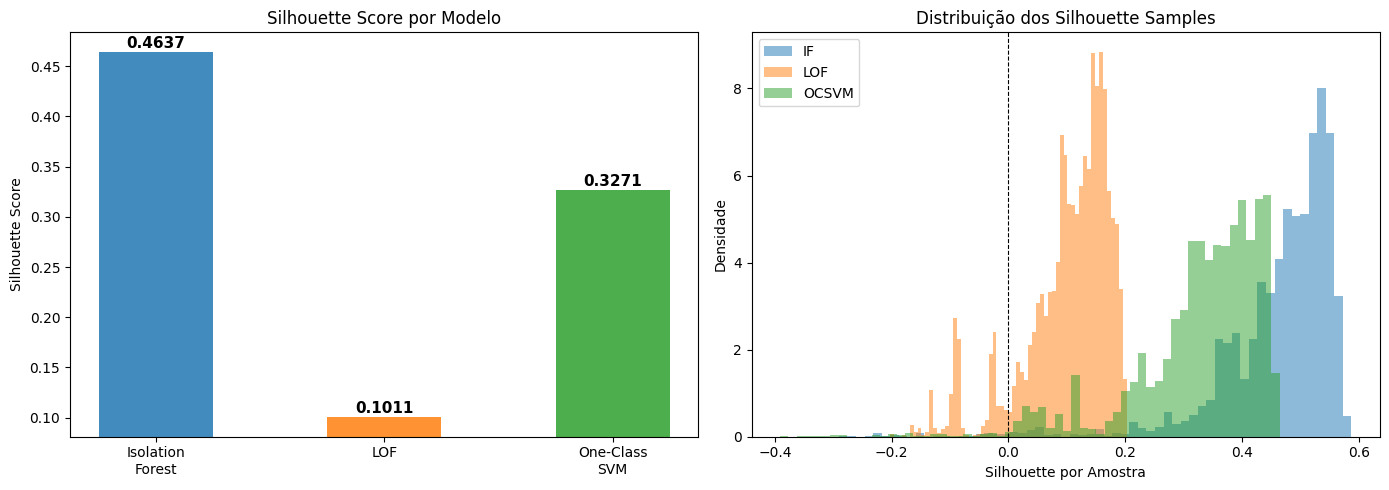 Silhouette Score por Modelo
Silhouette Score
0.45
0.40
0.35
0.30
0.25
0.20
0.15
0.10
0.4637
0.1011
0.3271
Isolation
Forest
LOF
One-Class
SVM
Distribuição dos Silhouette Samples
IF
LOF
OCSVM
Densidade
8
6
4
2
0
−0.4
−0.2
0.0
0.2
0.4
0.6
Silhouette por Amostra